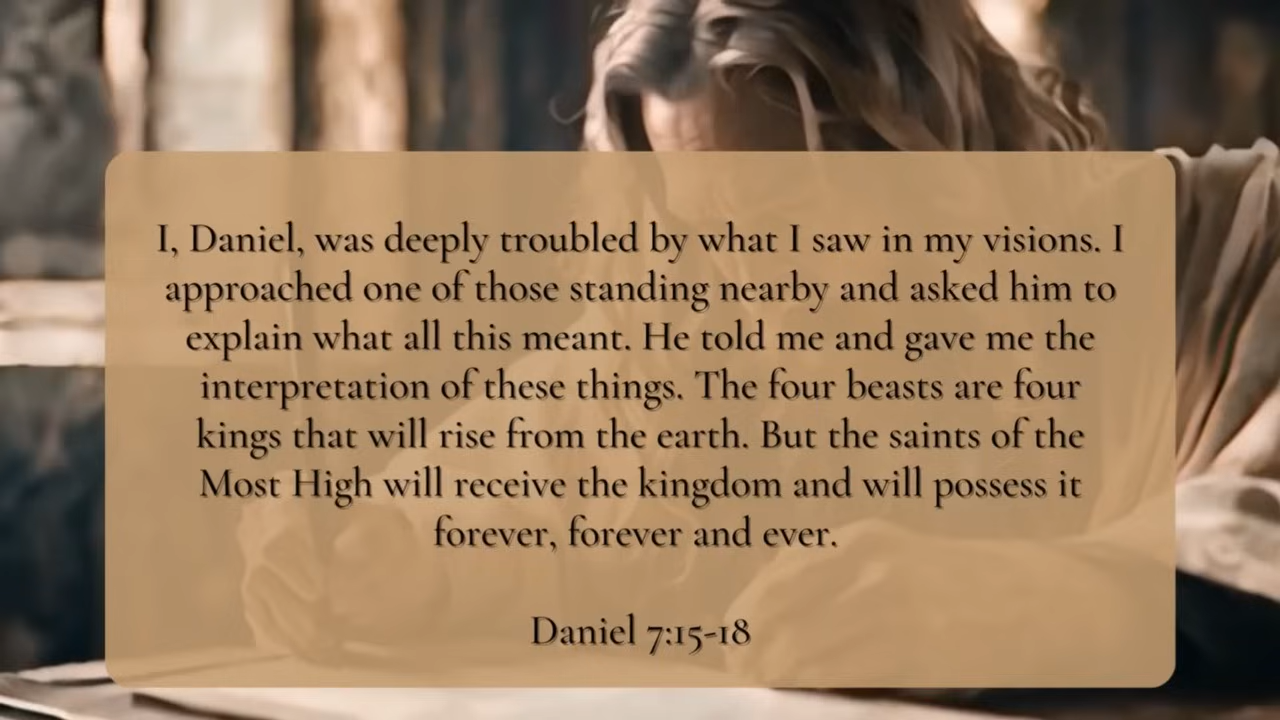 I, Daniel, was deeply troubled by what I saw in my visions. I
approached one of those standing nearby and asked him to
explain what all this meant. He told me and gave me the
interpretation of these things. The four beasts are four
kings that will rise from the earth. But the saints of the
Most High will receive the kingdom and will possess it
forever, forever and ever.
Daniel 7:15-18